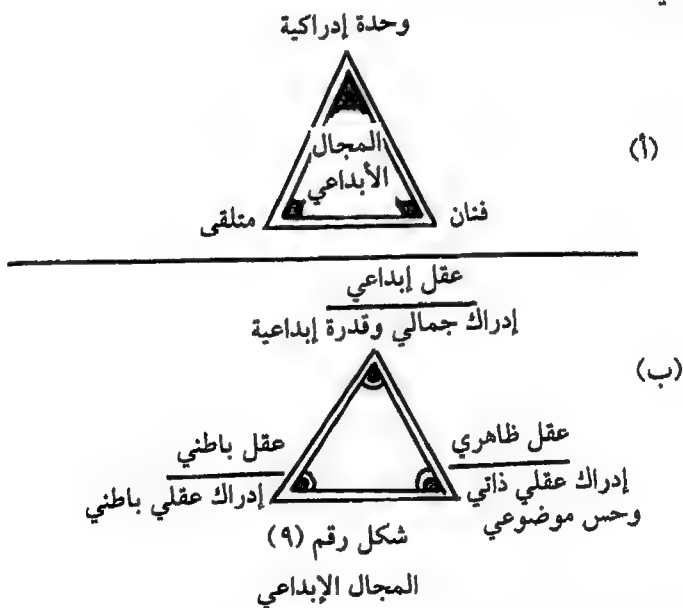 ي
وحدة إدراكية
(أ)
المجال
الأبداعي
فنان
متلقى
عقل إبداعي
إدراك جمالي وقدرة إبداعية
(ب)
عقل ظاهري
إدراك عقلي ذاتي
وحس موضوعي
عقل باطني
إدراك عقلي باطني
شكل رقم (٩)
المجال الإبداعي